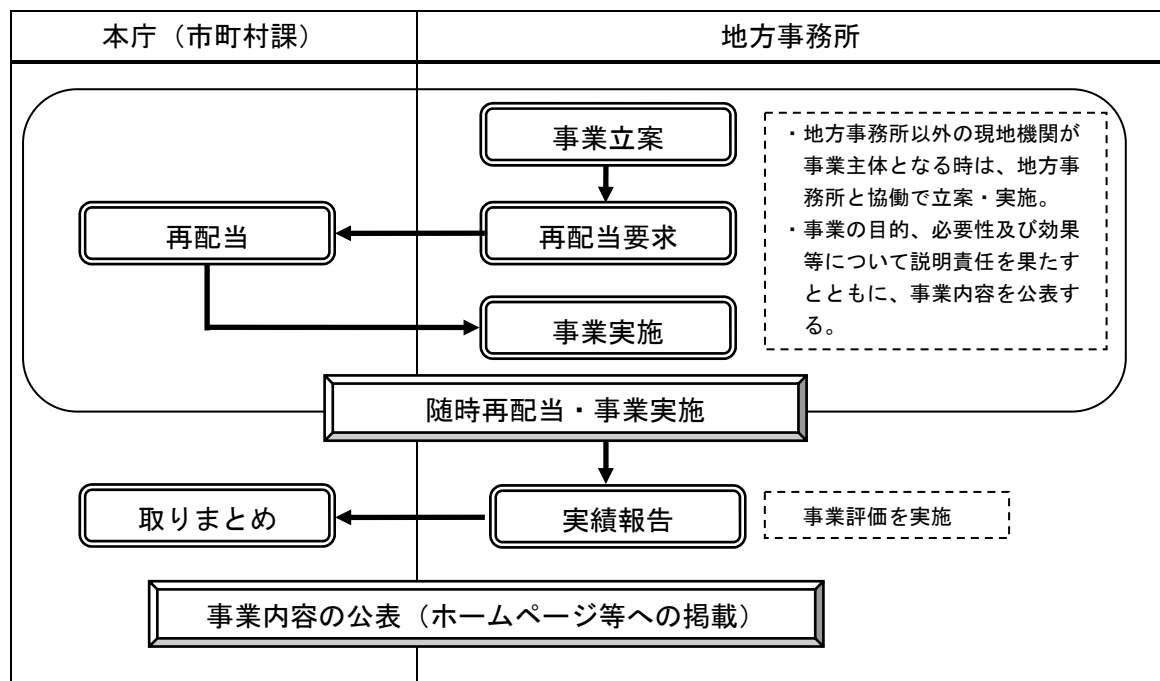 本庁（市町村課）
地方事務所
事業立案
・地方事務所以外の現地機関が
事業主体となる時は、地方事
務所と協働で立案・実施。
・事業の目的、必要性及び効果
等について説明責任を果たす
とともに、事業内容を公表す
る。
再配当
再配当要求
事業実施
随時再配当・事業実施
取りまとめ
実績報告
事業評価を実施
事業内容の公表（ホームページ等への掲載）